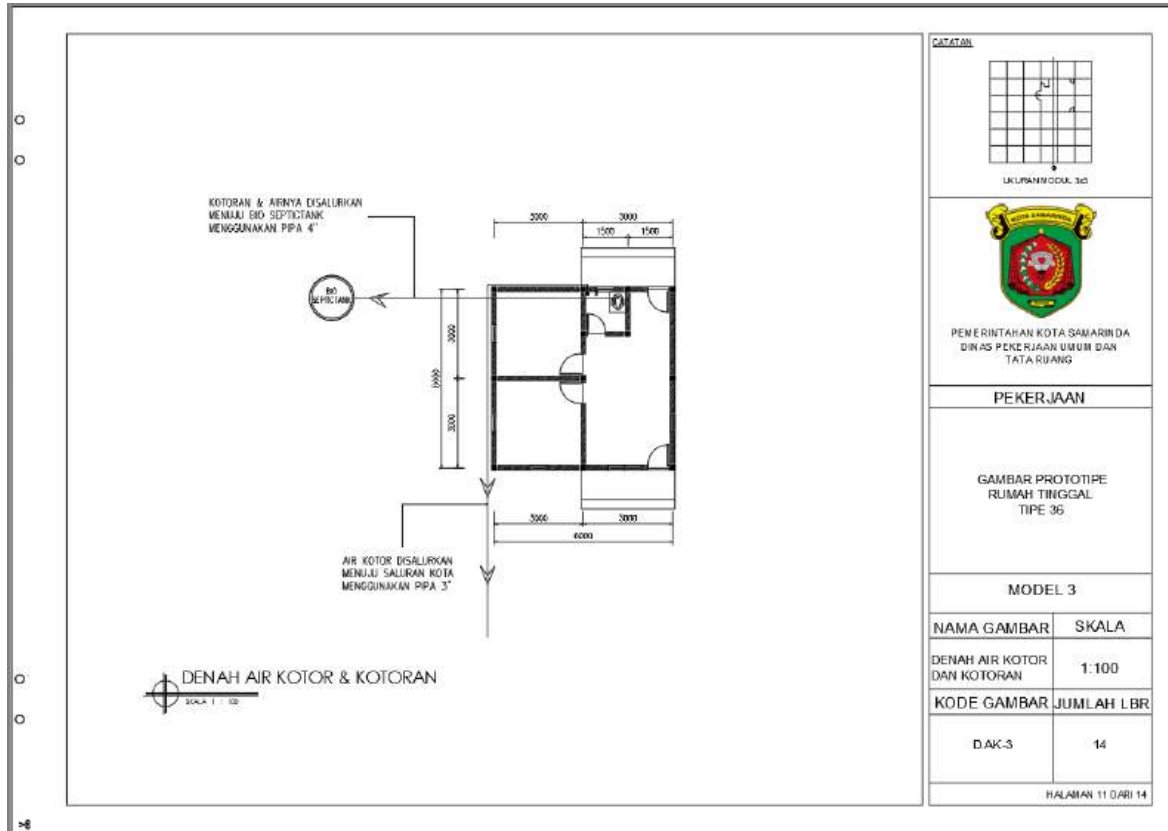 KOTORAN & AIRNYA DISALURKAN
MENUJU BIO SEPTICTANK
MENGGUNAKAN PIPA 4"
BIO
SEPTICTANK
3000
3000
1500
1500
3000
6000
3000
3000
3000
6000
AIR KOTOR DISALURKAN
MENUJU SALURAN KOTA
MENGGUNAKAN PIPA 3"
DENAH AIR KOTOR & KOTORAN
SKALA 1 : 100
CATATAN
UKURAN MODUL 3x3
KOTA SAMARINDA
PEMERINTAHAN KOTA SAMARINDA
DINAS PEKERJAAN UMUM DAN
TATA RUANG
PEKERJAAN
GAMBAR PROTOTIPE
RUMAH TINGGAL
TIPE 36
MODEL 3
NAMA GAMBAR
SKALA
DENAH AIR KOTOR
DAN KOTORAN
1:100
KODE GAMBAR
JUMLAH LBR
D.AK-3
14
HALAMAN 11 DARI 14